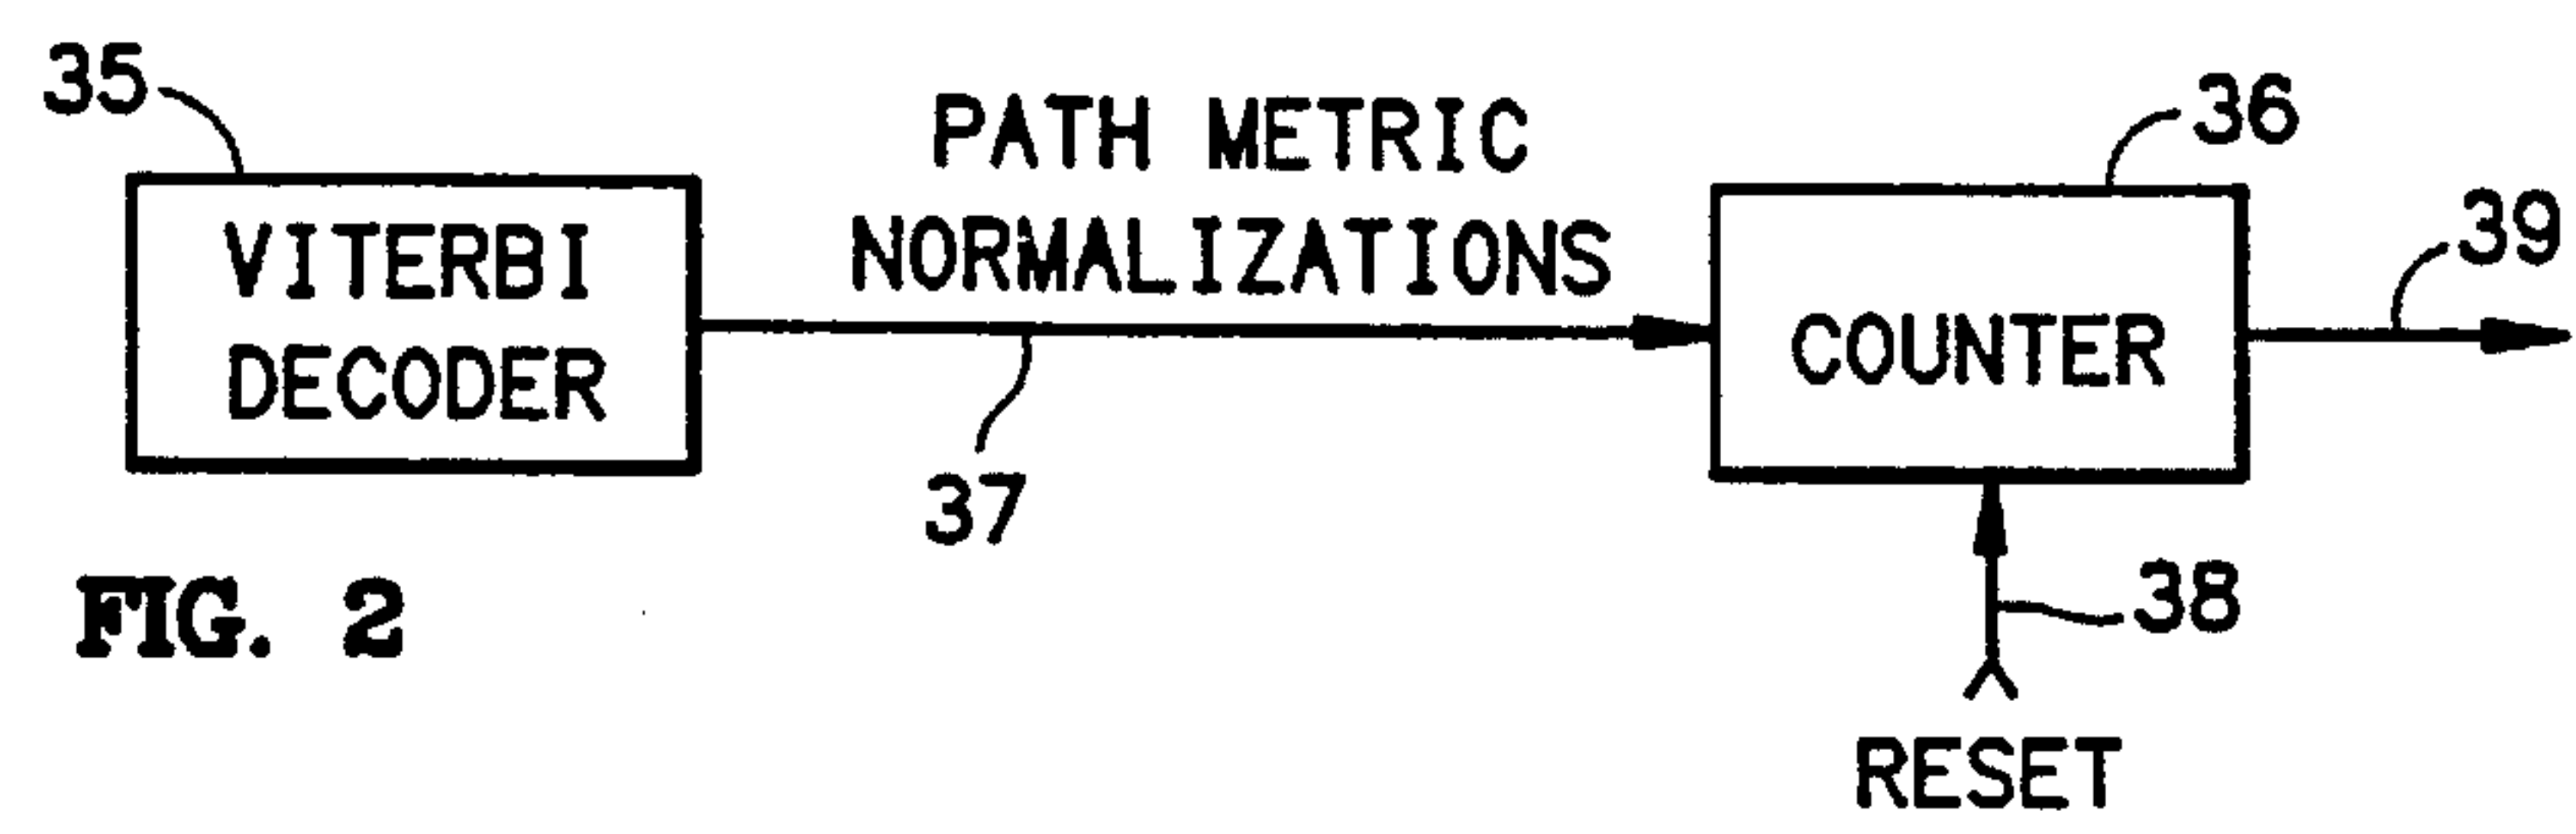 35
PATH METRIC
NORMALIZATIONS
36
39
VITERBI
DECODER
COUNTER
37
38
RESET
FIG. 2